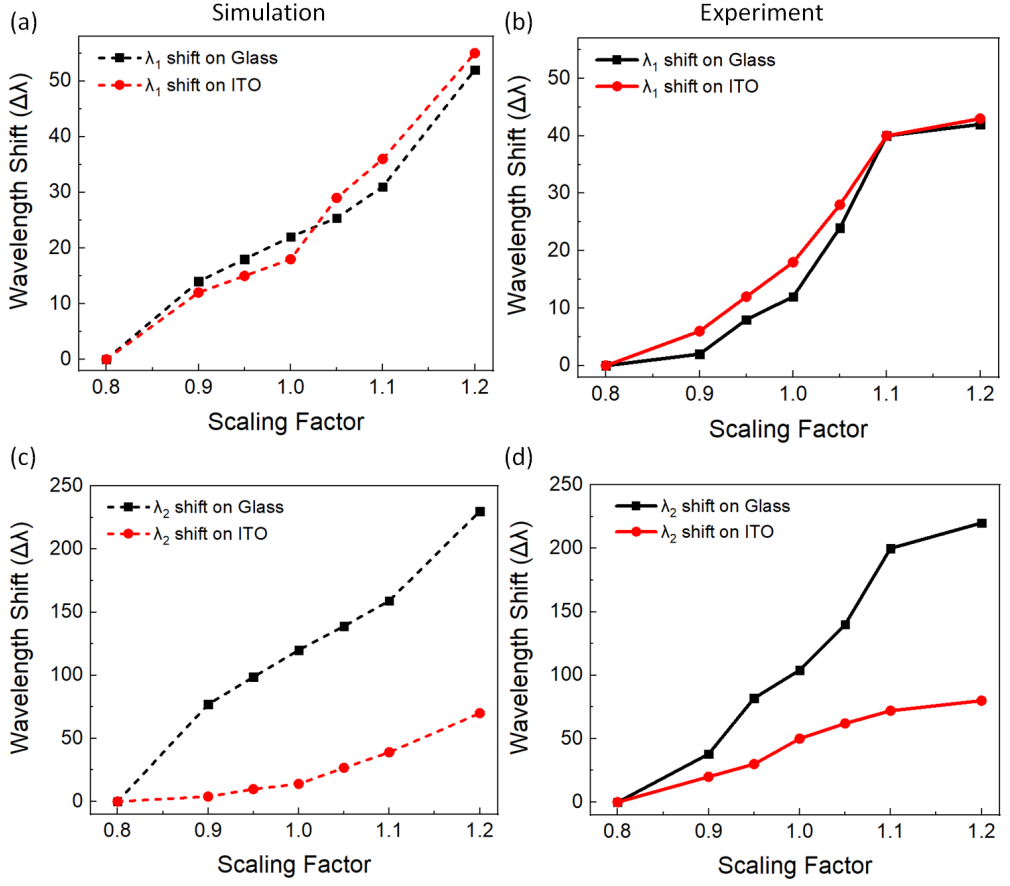 Simulation
Experiment
(a)
λ₁ shift on Glass
λ₁ shift on ITO
Wavelength Shift (Δλ)
50
40
30
20
10
0
0.8 0.9 1.0 1.1 1.2
Scaling Factor
(b)
λ₁ shift on Glass
λ₁ shift on ITO
Wavelength Shift (Δλ)
50
40
30
20
10
0
0.8 0.9 1.0 1.1 1.2
Scaling Factor
(c)
λ₂ shift on Glass
λ₂ shift on ITO
Wavelength Shift (Δλ)
250
200
150
100
50
0
0.8 0.9 1.0 1.1 1.2
Scaling Factor
(d)
λ₂ shift on Glass
λ₂ shift on ITO
Wavelength Shift (Δλ)
250
200
150
100
50
0
0.8 0.9 1.0 1.1 1.2
Scaling Factor